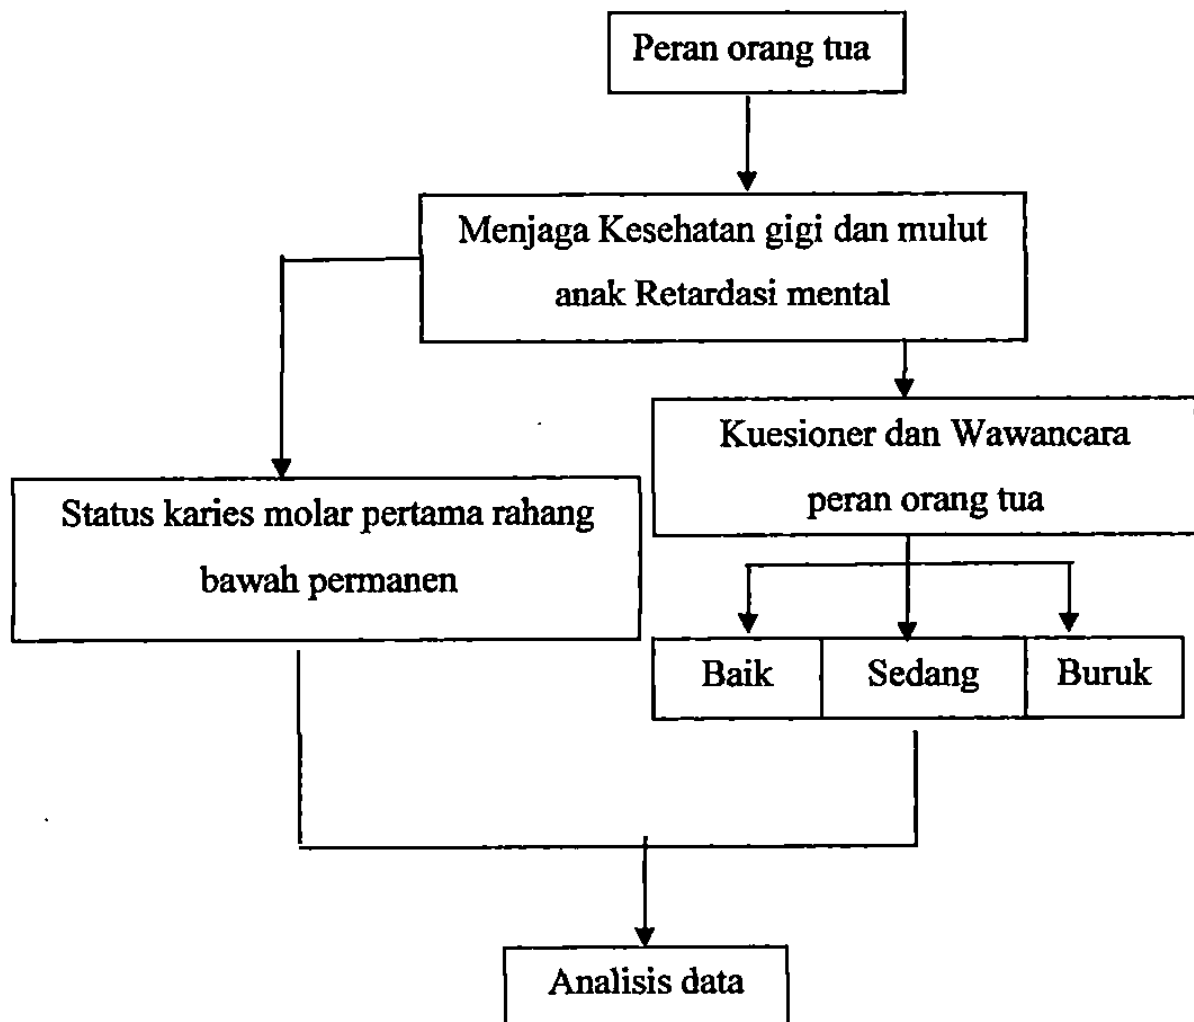 Peran orang tua
Menjaga Kesehatan gigi dan mulut
anak Retardasi mental
Kuesioner dan Wawancara
peran orang tua
Status karies molar pertama rahang
bawah permanen
Baik
Sedang
Buruk
Analisis data